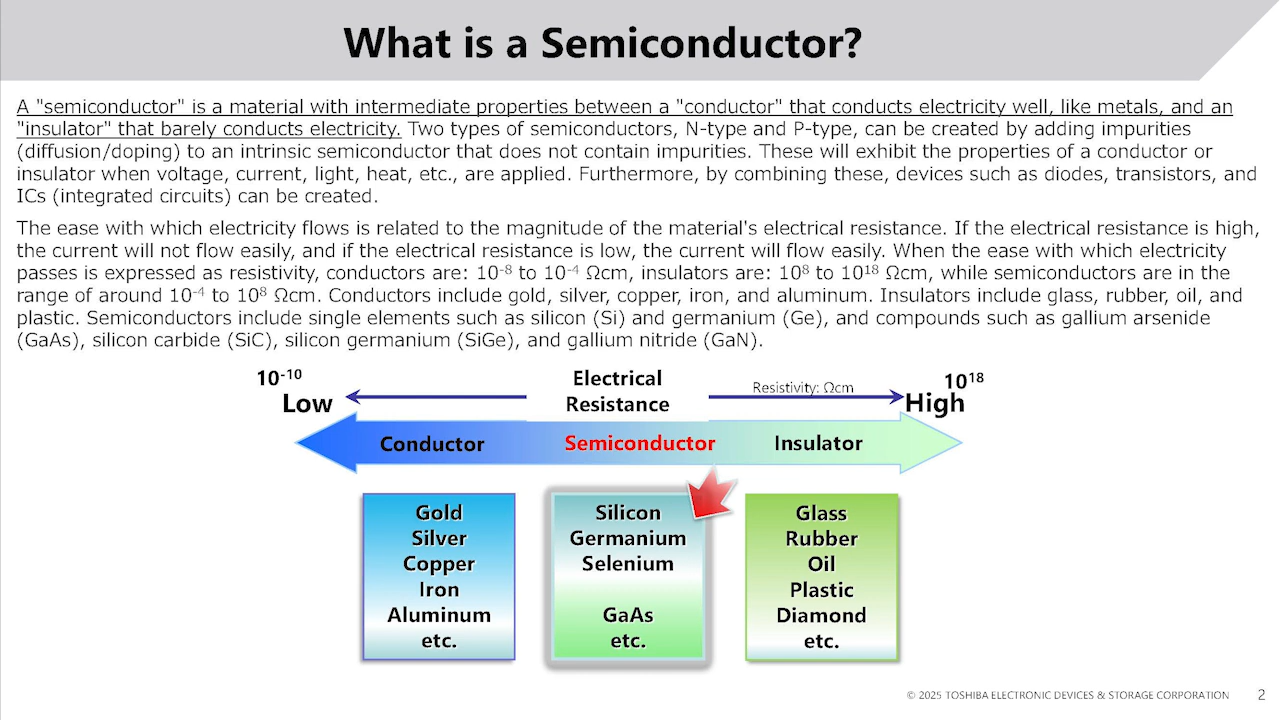 What is a Semiconductor?
A "semiconductor" is a material with intermediate properties between a "conductor" that conducts electricity well, like metals, and an
"insulator" that barely conducts electricity. Two types of semiconductors, N-type and P-type, can be created by adding impurities
(diffusion/doping) to an intrinsic semiconductor that does not contain impurities. These will exhibit the properties of a conductor or
insulator when voltage, current, light, heat, etc., are applied. Furthermore, by combining these, devices such as diodes, transistors, and
ICs (integrated circuits) can be created.
The ease with which electricity flows is related to the magnitude of the material's electrical resistance. If the electrical resistance is high,
the current will not flow easily, and if the electrical resistance is low, the current will flow easily. When the ease with which electricity
passes is expressed as resistivity, conductors are: 10⁻⁸ to 10⁻⁴ Ωcm, insulators are: 10⁸ to 10¹⁸ Ωcm, while semiconductors are in the
range of around 10⁻⁴ to 10⁸ Ωcm. Conductors include gold, silver, copper, iron, and aluminum. Insulators include glass, rubber, oil, and
plastic. Semiconductors include single elements such as silicon (Si) and germanium (Ge), and compounds such as gallium arsenide
(GaAs), silicon carbide (SiC), silicon germanium (SiGe), and gallium nitride (GaN).
10⁻¹⁰
Low
Electrical
Resistance
Resistivity: Ωcm
10¹⁸
High
Conductor
Semiconductor
Insulator
Gold
Silver
Copper
Iron
Aluminum
etc.
Silicon
Germanium
Selenium
GaAs
etc.
Glass
Rubber
Oil
Plastic
Diamond
etc.
© 2025 TOSHIBA ELECTRONIC DEVICES & STORAGE CORPORATION
2